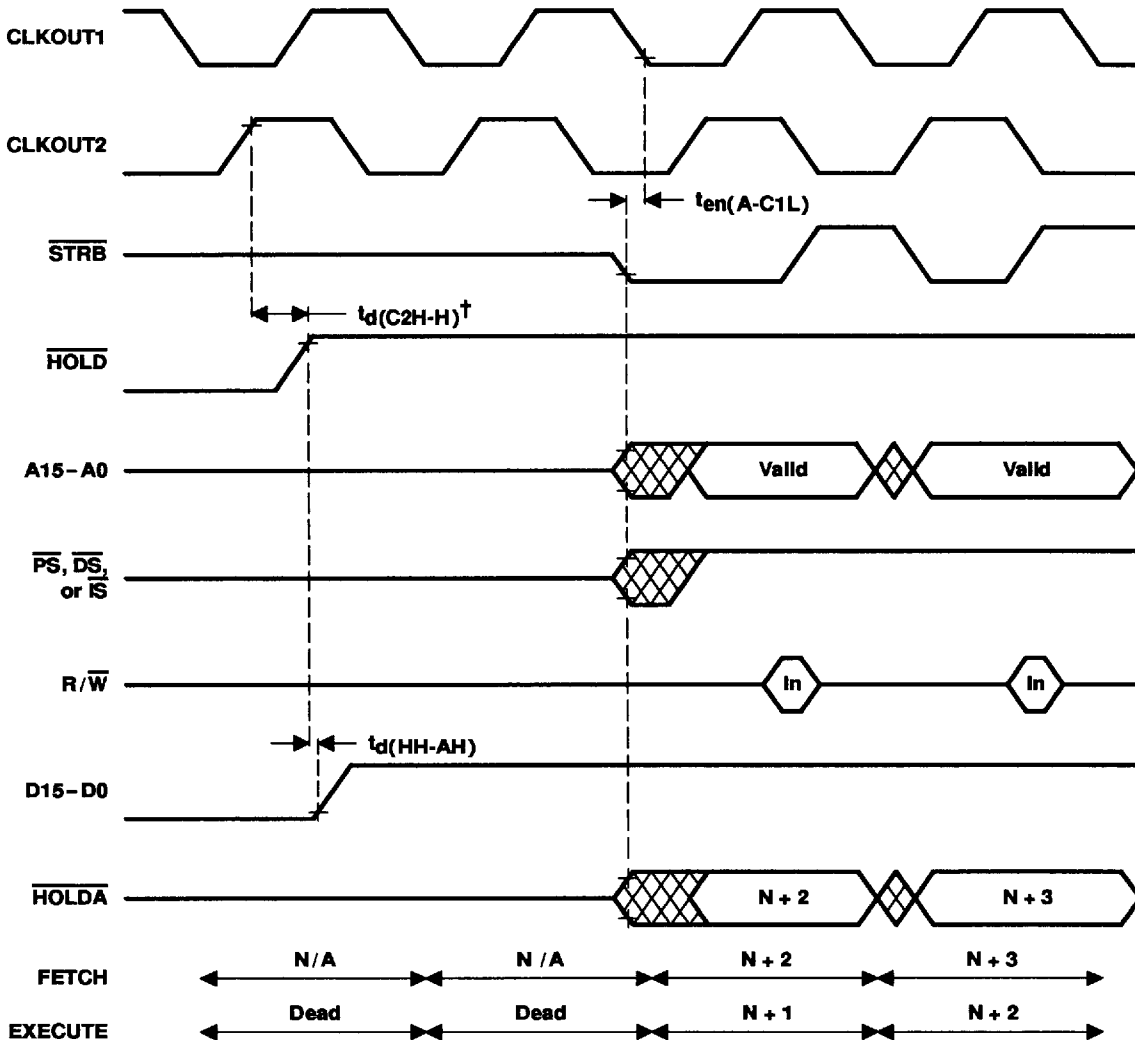 CLKOUT1
CLKOUT2
ten(A-C1L)
STRB
td(C2H-H)†
HOLD
A15–A0 Valid Valid
PS, DS,
or IS
R/W In In
td(HH-AH)
D15–D0
HOLDA N + 2 N + 3
FETCH N/A N/A N + 2 N + 3
EXECUTE Dead Dead N + 1 N + 2